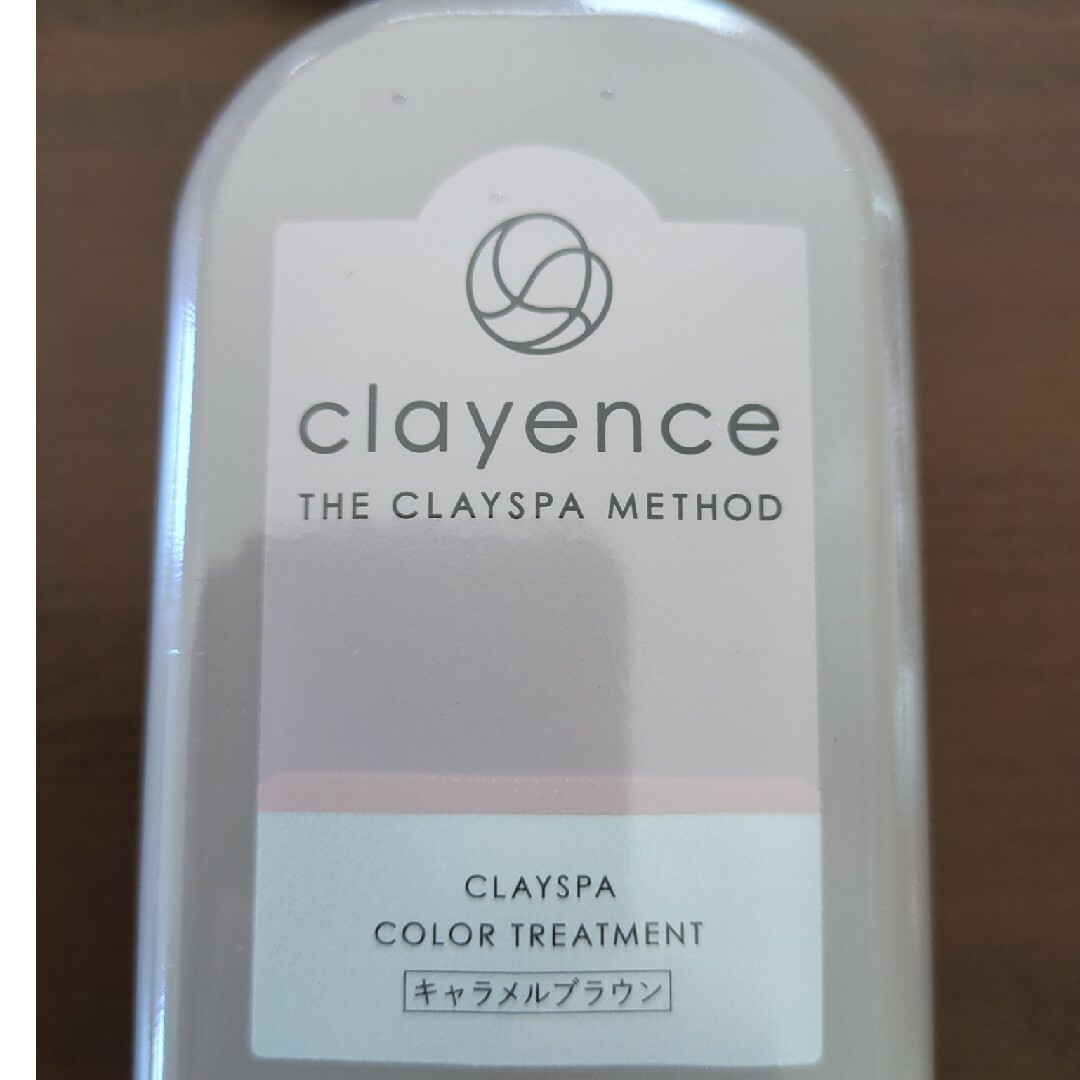 clayence
THE CLAYSPA METHOD
CLAYSPA
COLOR TREATMENT
キャラメルブラウン